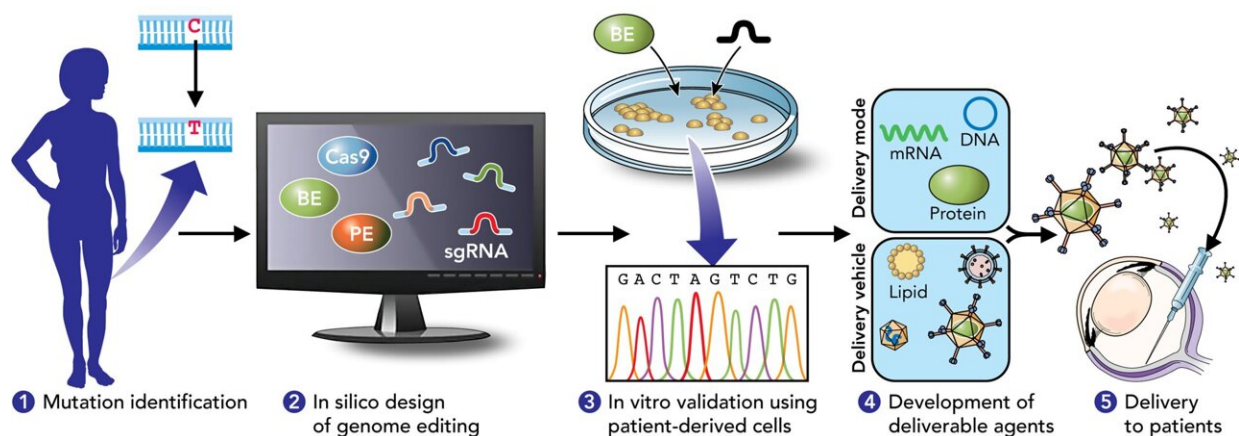 C
T
Cas9
BE
PE
sgRNA
BE
G A C T A G T C T G
Delivery mode
DNA
mRNA
Protein
Delivery vehicle
Lipid
1 Mutation identification
2 In silico design
of genome editing
3 In vitro validation using
patient-derived cells
4 Development of
deliverable agents
5 Delivery
to patients